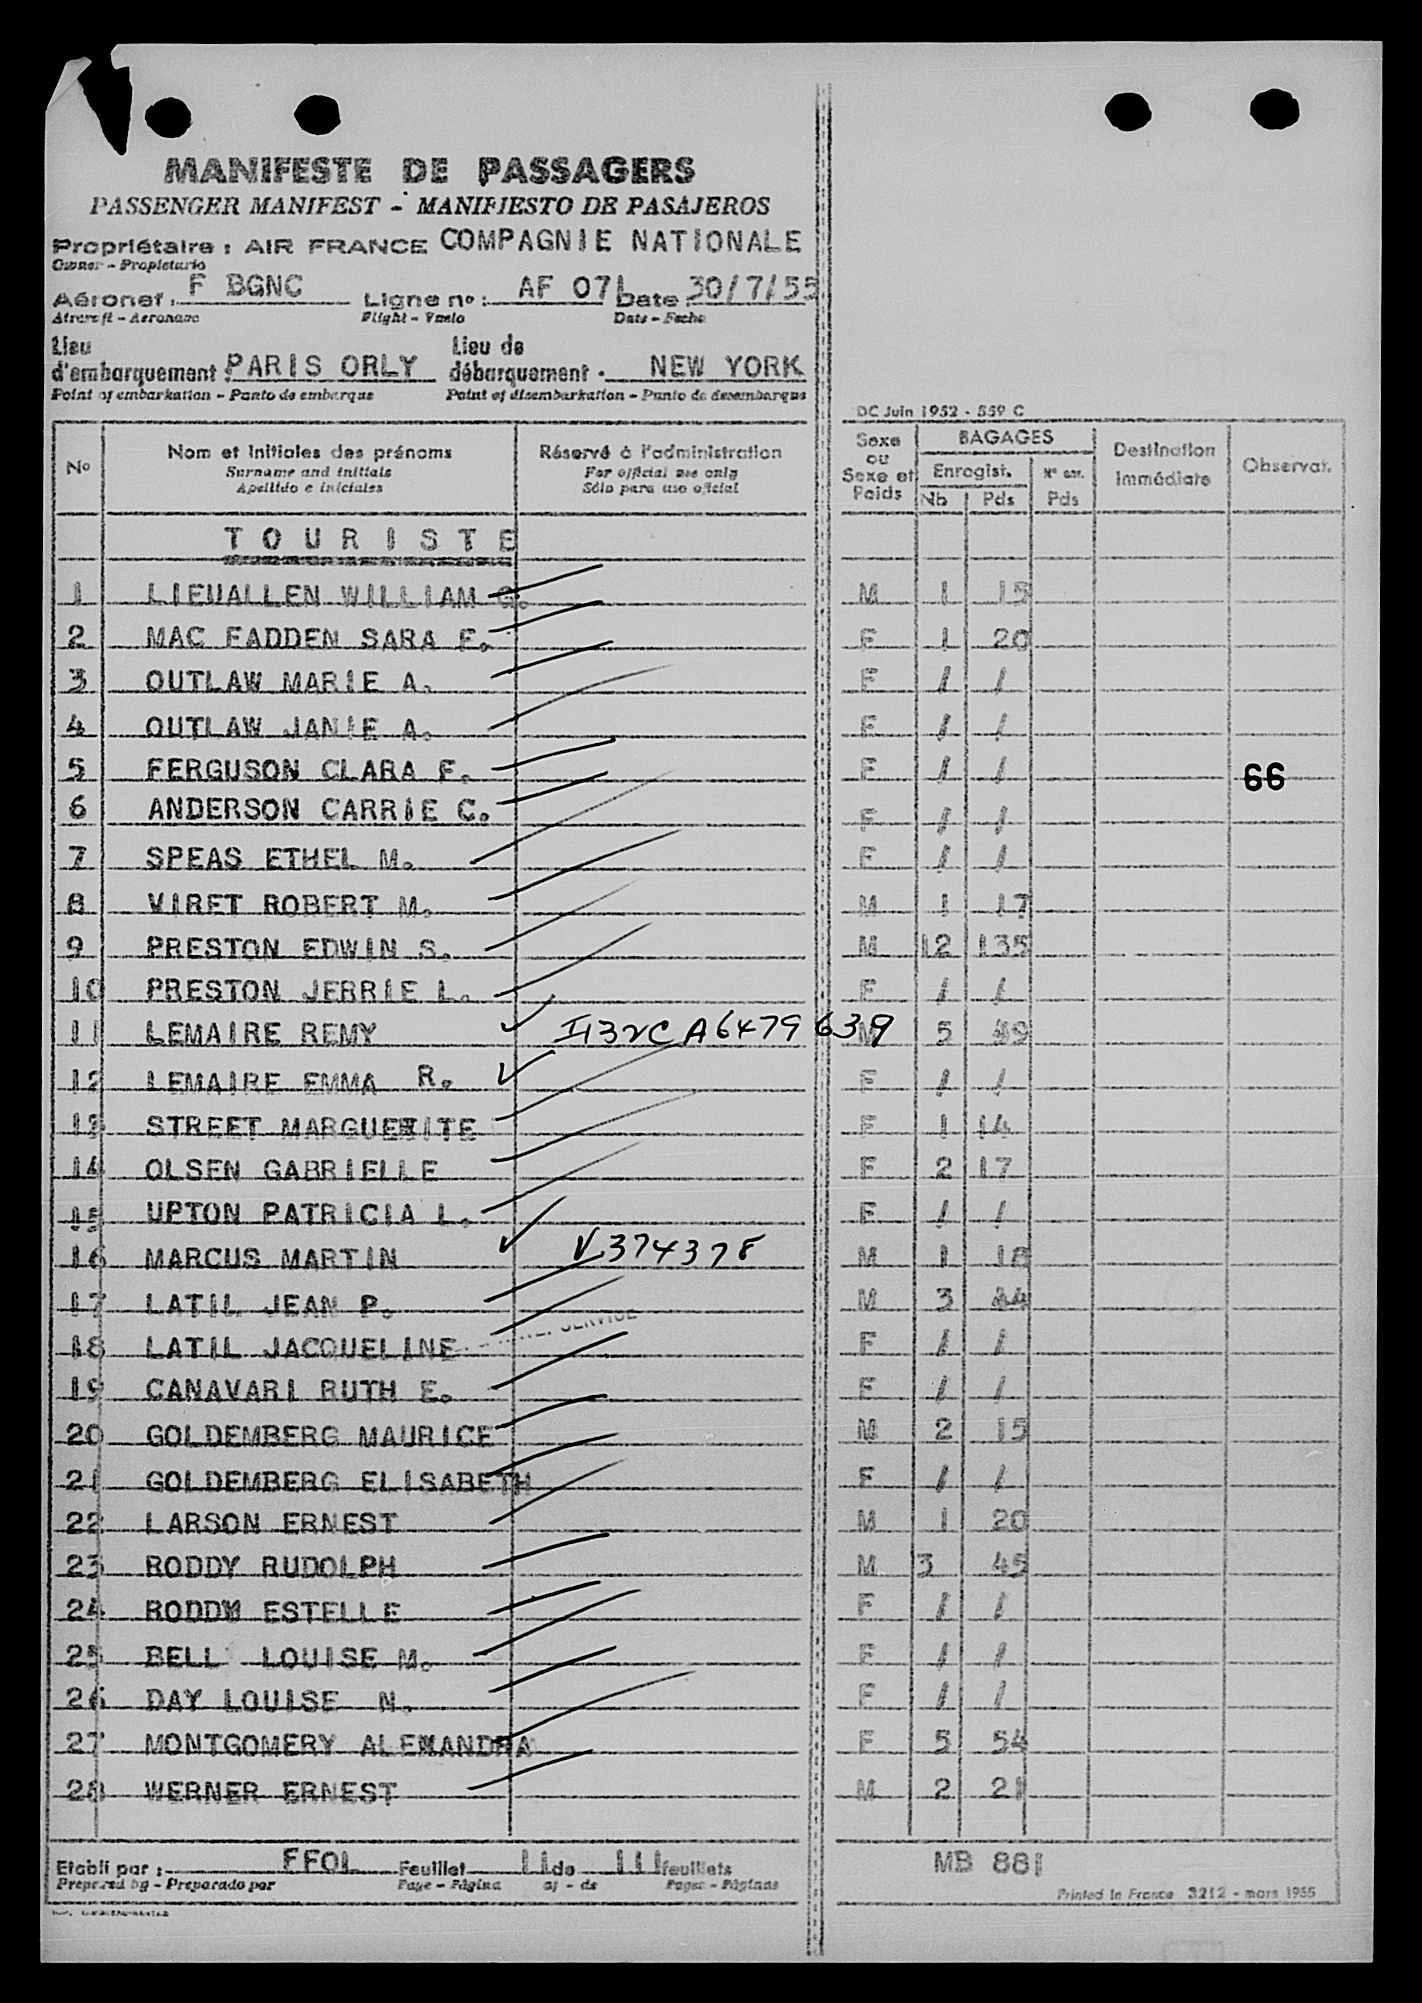 MANIFESTE DE PASSAGERS
PASSENGER MANIFEST - MANIFIESTO DE PASAJEROS
Propriétaire : AIR FRANCE COMPAGNIE NATIONALE
Owner - Propietario
Aéronef : F BGNC Ligne no : AF 071 Date : 30/7/55
Aircraft - Aeronave Flight - Vuelo Date - Fecha
Lieu d'embarquement : PARIS ORLY Lieu de débarquement : NEW YORK
Point of embarkation - Punto de embarque Point of disembarkation - Punto de desembarque
DC Juin 1952 - 559 C
No Nom et initiales des prénoms Réservé à l'administration Sexe ou Sexe et Poids BAGAGES Destination immédiate Observat.
Surname and initials For official use only Enregist. No enr.
Apellido e iniciales Sólo para uso oficial Nb Pds Pds
TOURISTE
1 LIEUALLEN WILLIAM G. M 1 15
2 MAC FADDEN SARA F. F 1 20
3 OUTLAW MARIE A. F / /
4 OUTLAW JANIE A. F / /
5 FERGUSON CLARA F. F / / 66
6 ANDERSON CARRIE C. F / /
7 SPEAS ETHEL M. F / /
8 VIRET ROBERT M. M 1 17
9 PRESTON EDWIN S. M 12 135
10 PRESTON JERRIE L. F / /
11 LEMAIRE REMY A6479639 M 5 49
12 LEMAIRE EMMA R. F / /
13 STREET MARGUERITE F 1 14
14 OLSEN GABRIELLE F 2 17
15 UPTON PATRICIA L. F / /
16 MARCUS MARTIN V374378 M 1 18
17 LATIL JEAN P. M 3 44
SERVICE
18 LATIL JACQUELINE F / /
19 CANAVARI RUTH E. F / /
20 GOLDEMBERG MAURICE M 2 15
21 GOLDEMBERG ELISABETH F / /
22 LARSON ERNEST M 1 20
23 RODDY RUDOLPH M 3 45
24 RODDY ESTELLE F / /
25 BELL LOUISE M. F / /
26 DAY LOUISE N. F / /
27 MONTGOMERY ALEXANDRA F 5 54
28 WERNER ERNEST M 2 21
Etabli par : FFOL Feuillet 11 de 111 feuillets MB 881
Prepared by - Preparado por Page - Página of - de Pages - Páginas
Printed in France 3212 - mars 1955